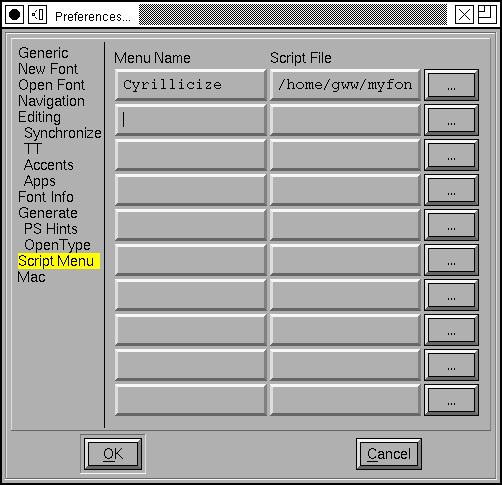 Preferences...
Generic
New Font
Open Font
Navigation
Editing
Synchronize
TT
Accents
Apps
Font Info
Generate
PS Hints
OpenType
Script Menu
Mac
Menu Name Script File
Cyrillicize /home/gww/myfon ...
...
...
...
...
...
...
...
...
...
OK Cancel